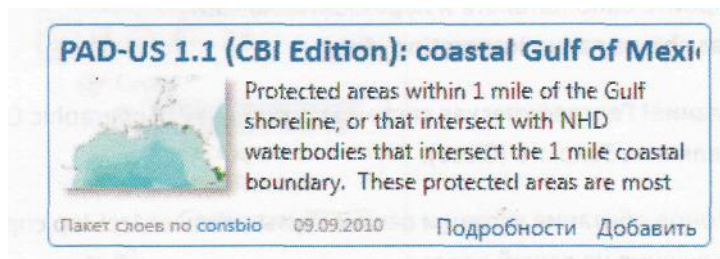 PAD-US 1.1 (CBI Edition): coastal Gulf of Mexi
Protected areas within 1 mile of the Gulf
shoreline, or that intersect with NHD
waterbodies that intersect the 1 mile coastal
boundary. These protected areas are most
Пакет слоев по consbio 09.09.2010 Подробности Добавить